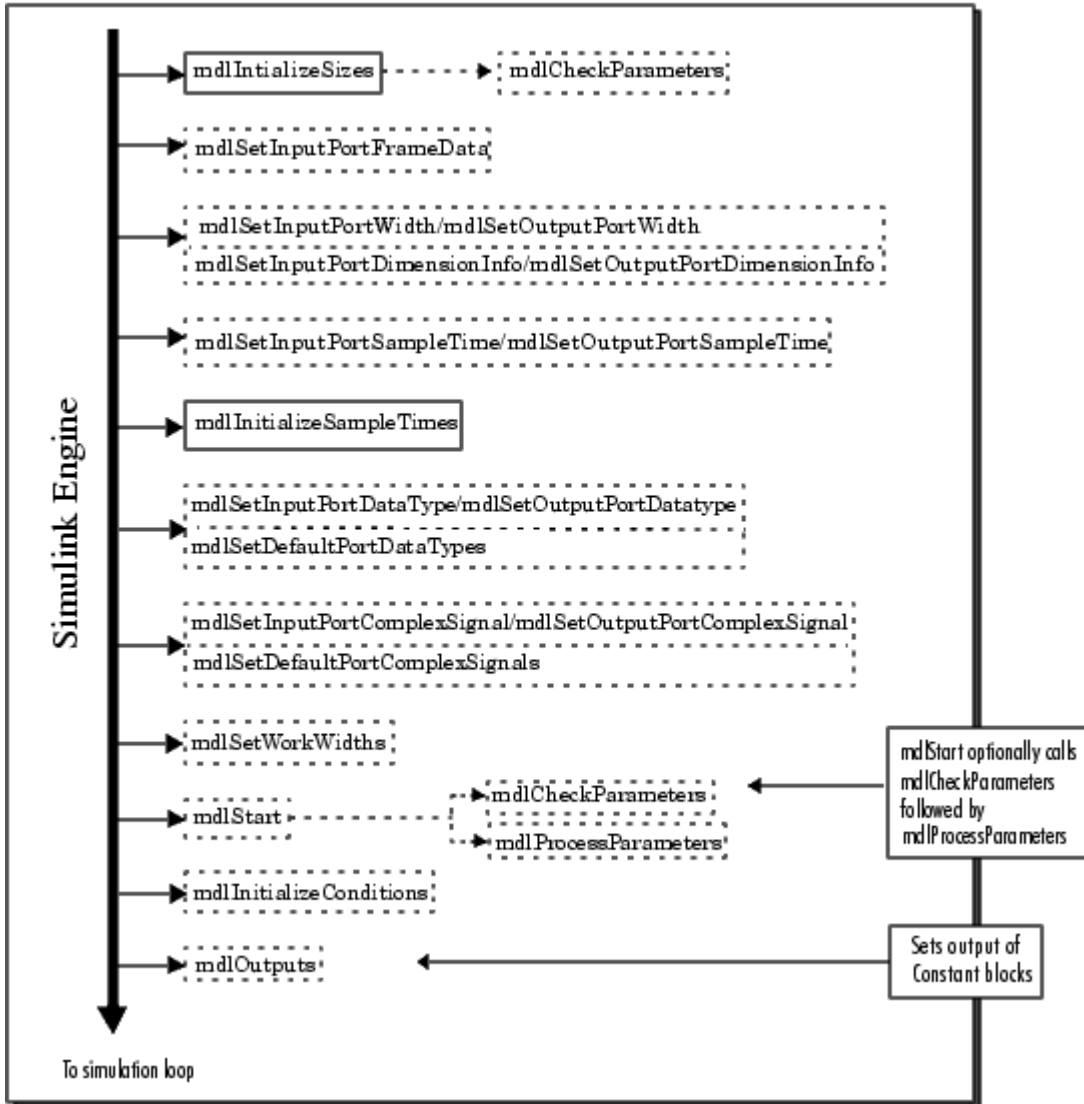 mdlIntializeSizes
mdlCheckParameters
mdlSetInputPortFrameData
mdlSetInputPortWidth/mdlSetOutputPortWidth
mdlSetInputPortDimensionInfo/mdlSetOutputPortDimensionInfo
mdlSetInputPortSampleTime/mdlSetOutputPortSampleTime
mdlInitializeSampleTimes
Simulink Engine
mdlSetInputPortDataType/mdlSetOutputPortDatatype
mdlSetDefaultPortDataTypes
mdlSetInputPortComplexSignal/mdlSetOutputPortComplexSignal
mdlSetDefaultPortComplexSignals
mdlSetWorkWidths
mdlStart
mdlCheckParameters
mdlProcessParameters
mdlStart optionally calls
mdlCheckParameters
followed by
mdlProcessParameters
mdlInitializeConditions
mdlOutputs
Sets output of
Constant blocks
To simulation loop